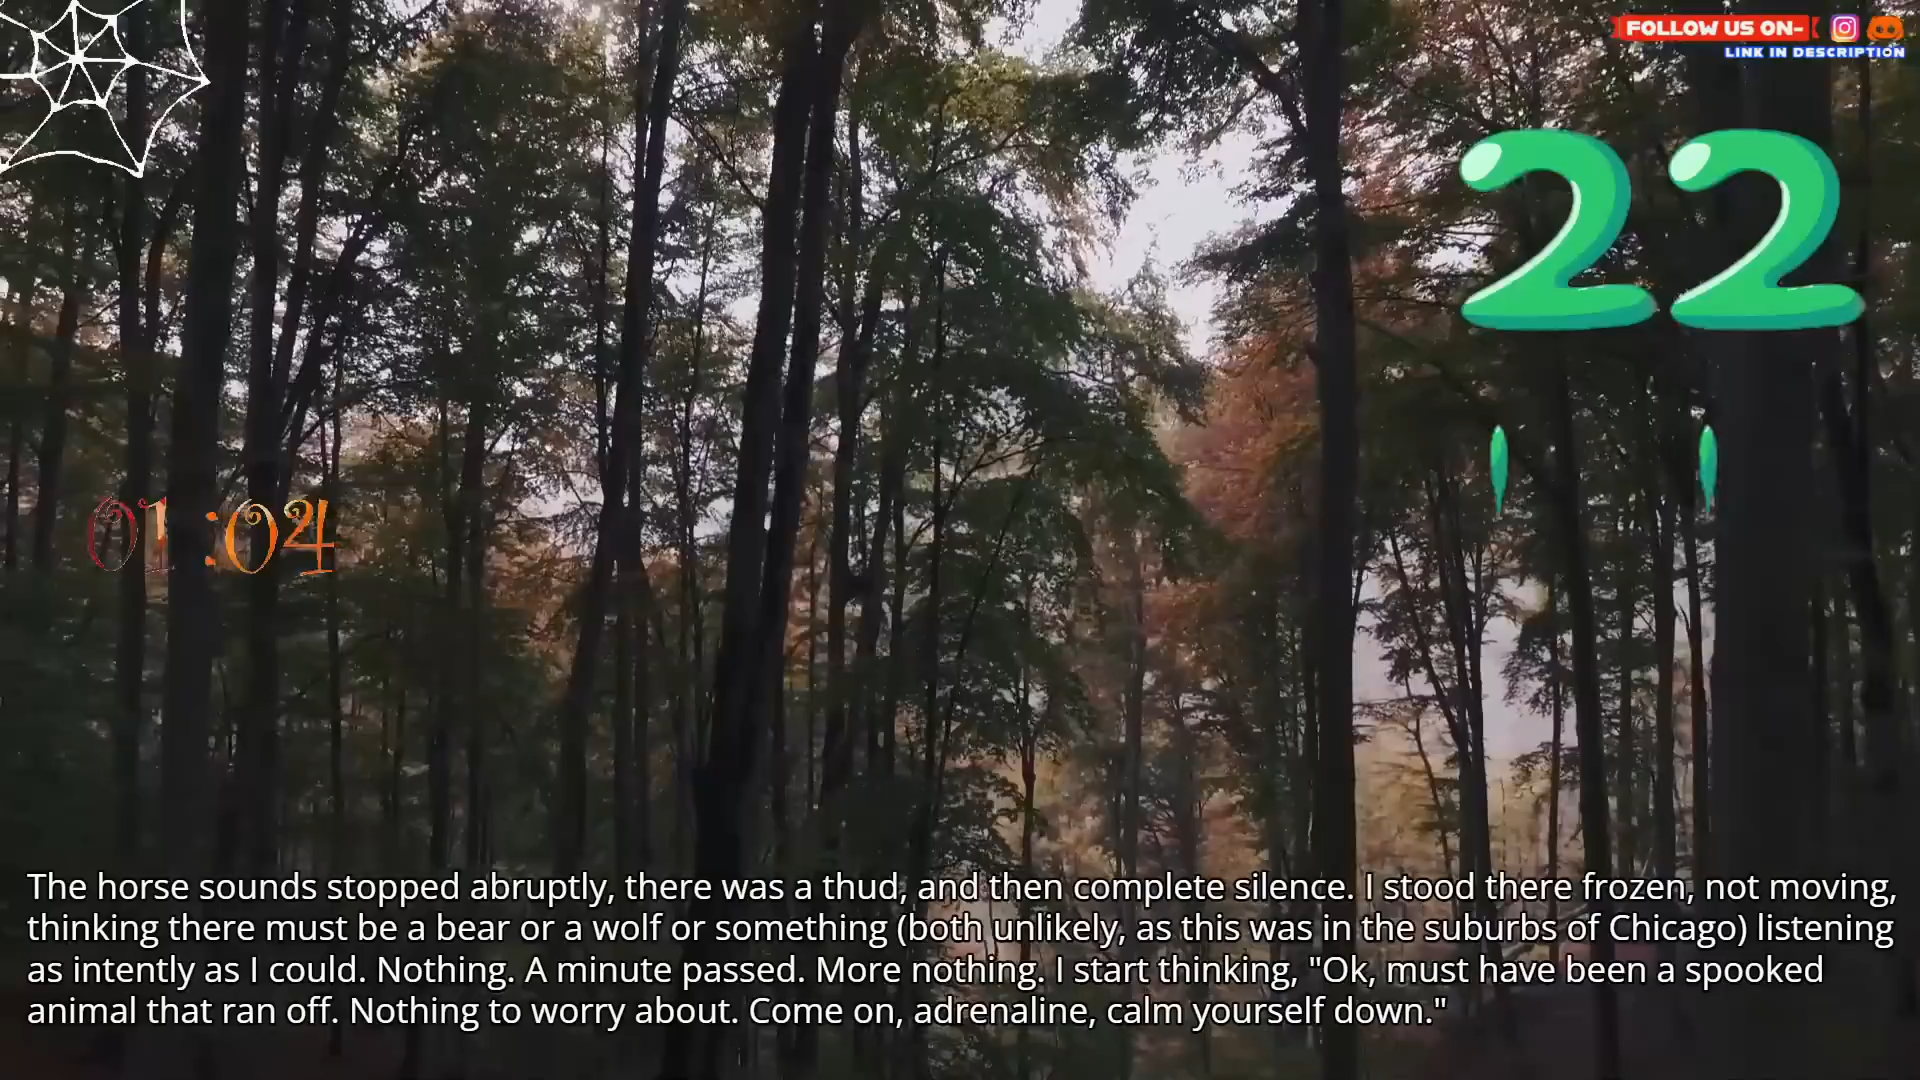 FOLLOW US ON-
LINK IN DESCRIPTION
22
01:04
The horse sounds stopped abruptly, there was a thud, and then complete silence. I stood there frozen, not moving,
thinking there must be a bear or a wolf or something (both unlikely, as this was in the suburbs of Chicago) listening
as intently as I could. Nothing. A minute passed. More nothing. I start thinking, "Ok, must have been a spooked
animal that ran off. Nothing to worry about. Come on, adrenaline, calm yourself down."